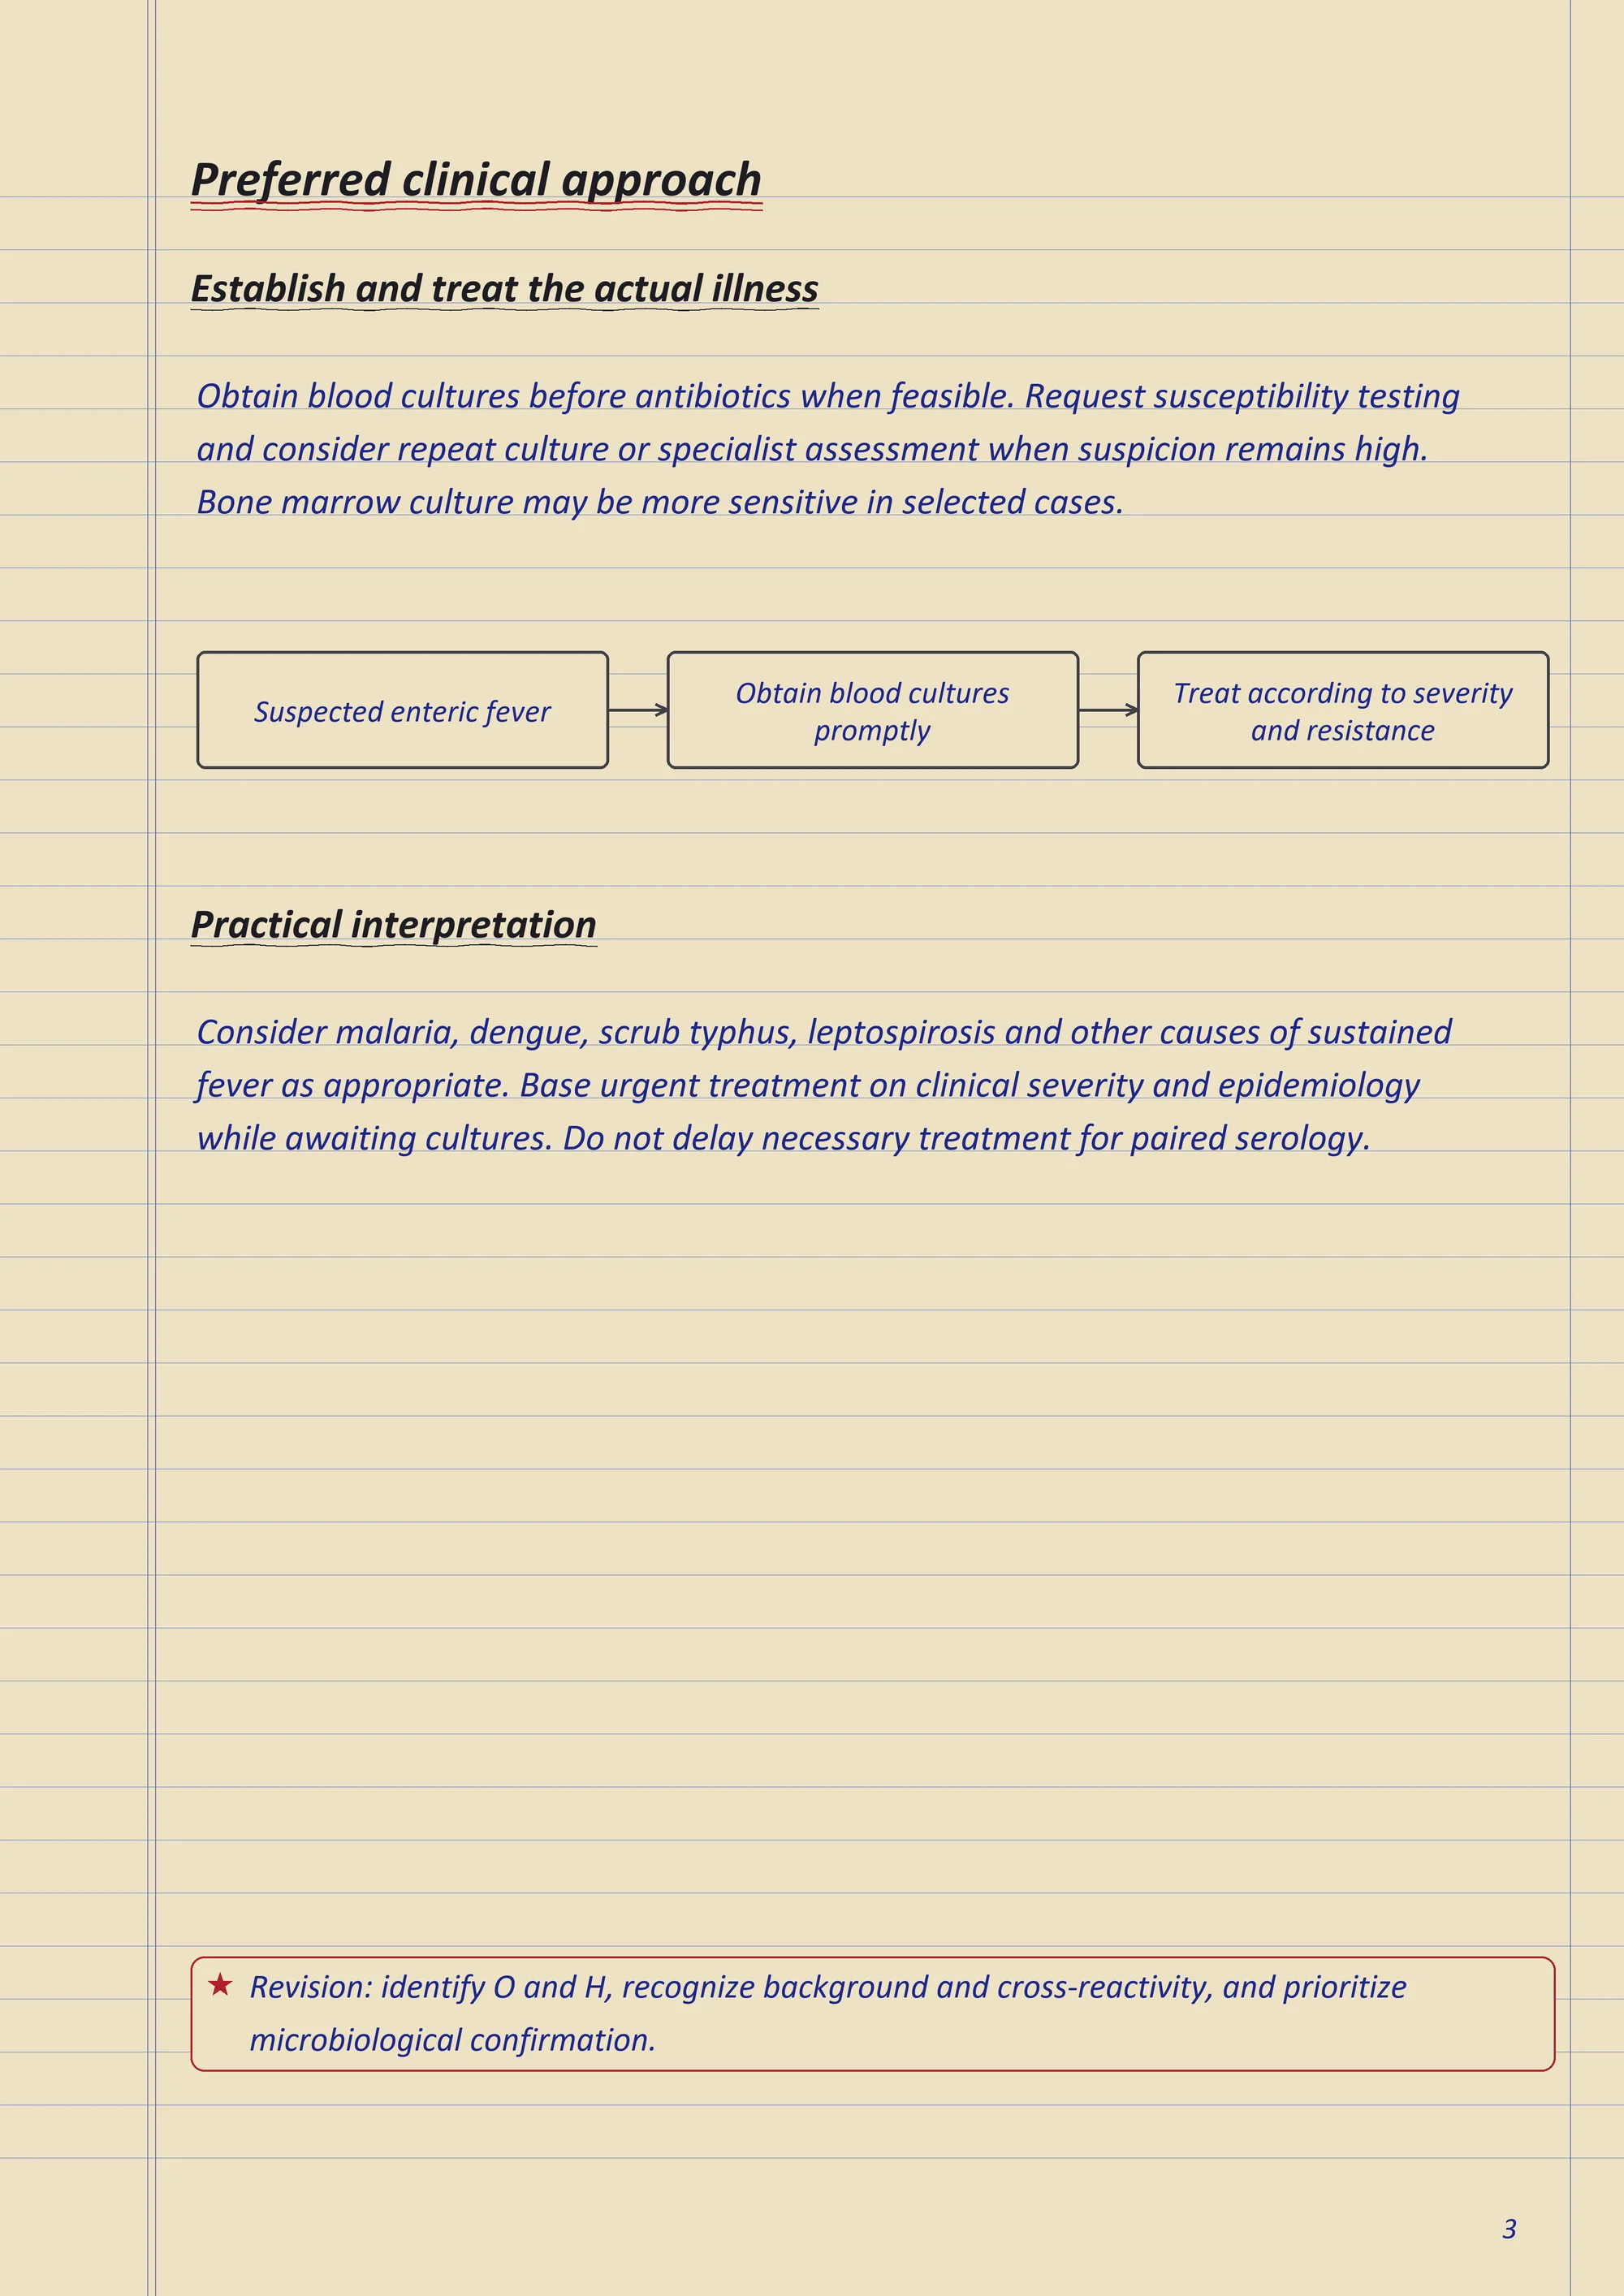 Preferred clinical approach
Establish and treat the actual illness
Obtain blood cultures before antibiotics when feasible. Request susceptibility testing
and consider repeat culture or specialist assessment when suspicion remains high.
Bone marrow culture may be more sensitive in selected cases.
Suspected enteric fever
Obtain blood cultures
promptly
Treat according to severity
and resistance
Practical interpretation
Consider malaria, dengue, scrub typhus, leptospirosis and other causes of sustained
fever as appropriate. Base urgent treatment on clinical severity and epidemiology
while awaiting cultures. Do not delay necessary treatment for paired serology.
★ Revision: identify O and H, recognize background and cross-reactivity, and prioritize
microbiological confirmation.
3